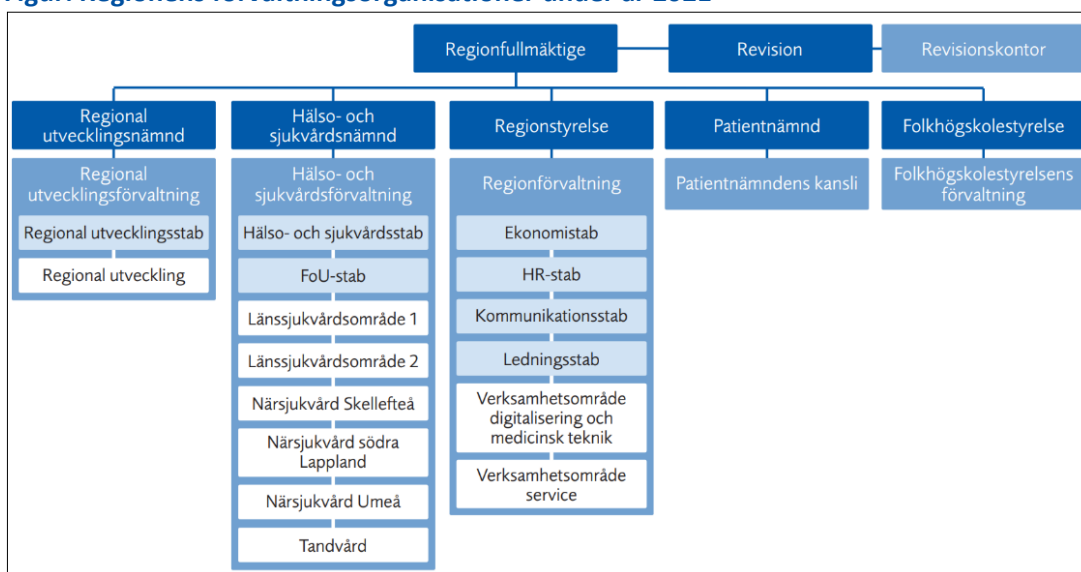 Regionfullmäktige
Revision
Revisionskontor
Regional
utvecklingsnämnd
Hälso- och
sjukvårdsnämnd
Regionstyrelse
Patientnämnd
Folkhögskolestyrelse
Regional
utvecklingsförvaltning
Regional utvecklingsstab
Regional utveckling
Hälso- och
sjukvårdsförvaltning
Hälso- och sjukvårdsstab
FoU-stab
Länssjukvårdsområde 1
Länssjukvårdsområde 2
Närsjukvård Skellefteå
Närsjukvård södra
Lappland
Närsjukvård Umeå
Tandvård
Regionförvaltning
Ekonomistab
HR-stab
Kommunikationsstab
Ledningsstab
Verksamhetsområde
digitalisering och
medicinsk teknik
Verksamhetsområde
service
Patientnämndens kansli
Folkhögskolestyrelsens
förvaltning